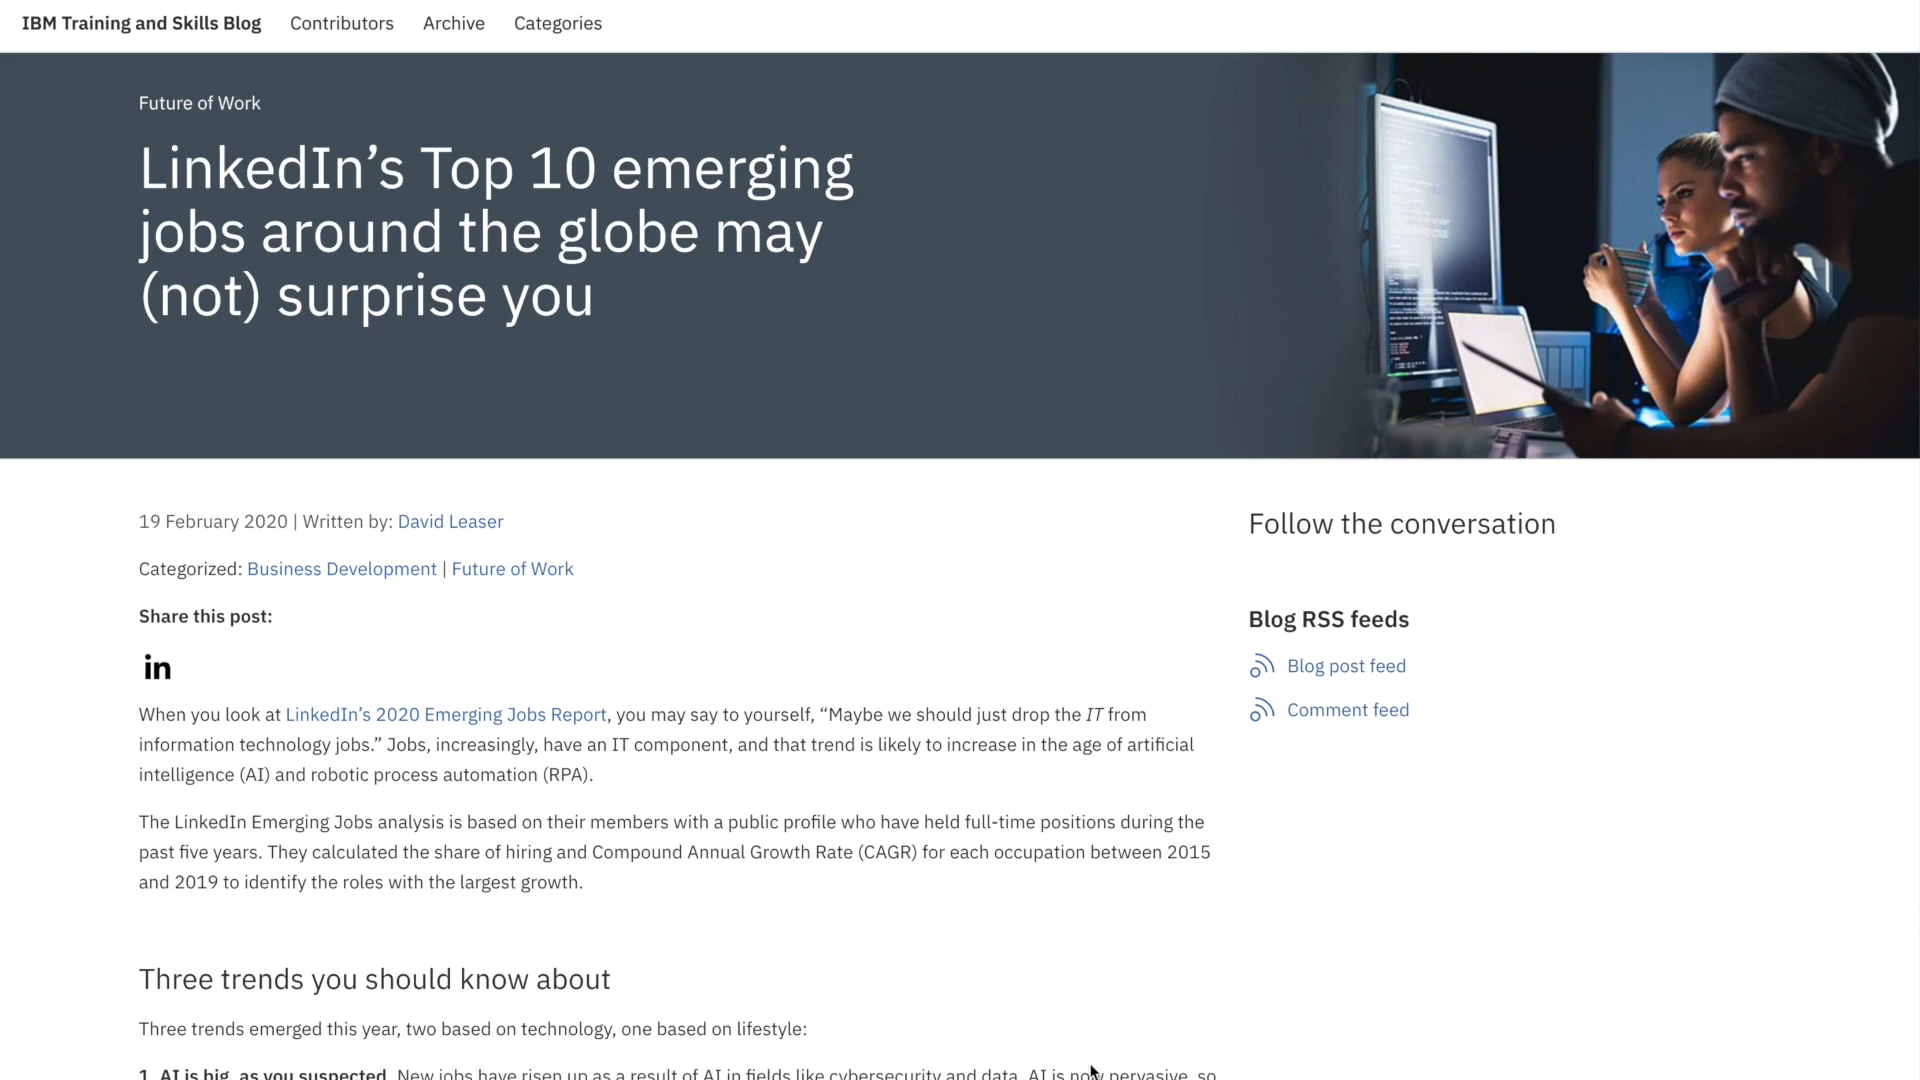 IBM Training and Skills Blog Contributors Archive Categories
Future of Work
LinkedIn’s Top 10 emerging
jobs around the globe may
(not) surprise you
19 February 2020 | Written by: David Leaser
Categorized: Business Development | Future of Work
Share this post:
in
When you look at LinkedIn’s 2020 Emerging Jobs Report, you may say to yourself, “Maybe we should just drop the IT from
information technology jobs.” Jobs, increasingly, have an IT component, and that trend is likely to increase in the age of artificial
intelligence (AI) and robotic process automation (RPA).
The LinkedIn Emerging Jobs analysis is based on their members with a public profile who have held full-time positions during the
past five years. They calculated the share of hiring and Compound Annual Growth Rate (CAGR) for each occupation between 2015
and 2019 to identify the roles with the largest growth.
Three trends you should know about
Three trends emerged this year, two based on technology, one based on lifestyle:
1. AI is big, as you suspected. New jobs have risen up as a result of AI in fields like cybersecurity and data. AI is now pervasive, so
Follow the conversation
Blog RSS feeds
Blog post feed
Comment feed